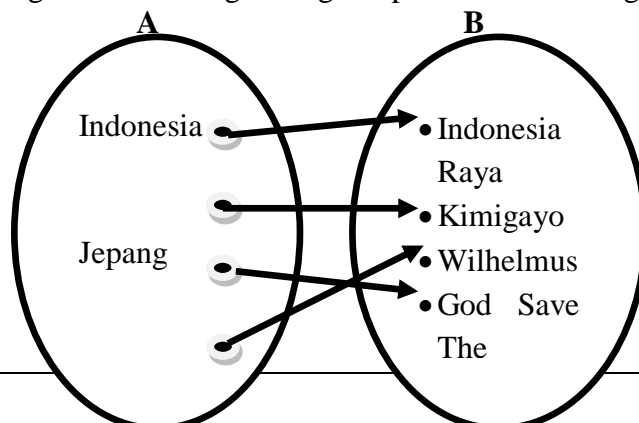 A
B
Indonesia
Jepang
• Indonesia
Raya
• Kimigayo
• Wilhelmus
• God Save
The